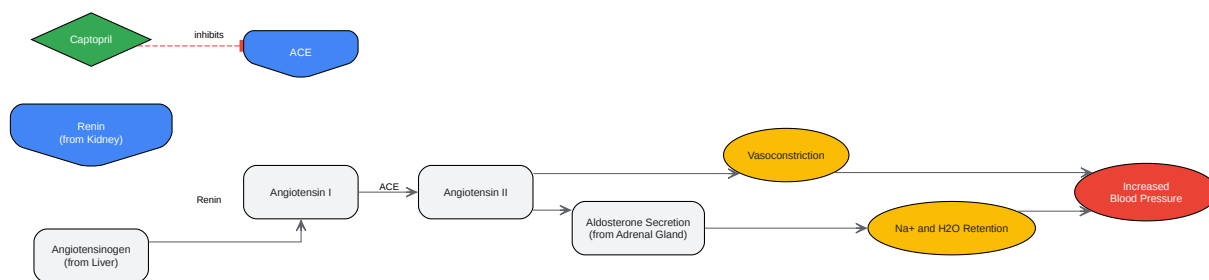 Captopril
inhibits
ACE
Renin
(from Kidney)
Vasoconstriction
Angiotensin I
ACE
Angiotensin II
Increased
Blood Pressure
Renin
Aldosterone Secretion
(from Adrenal Gland)
Na+ and H2O Retention
Angiotensinogen
(from Liver)